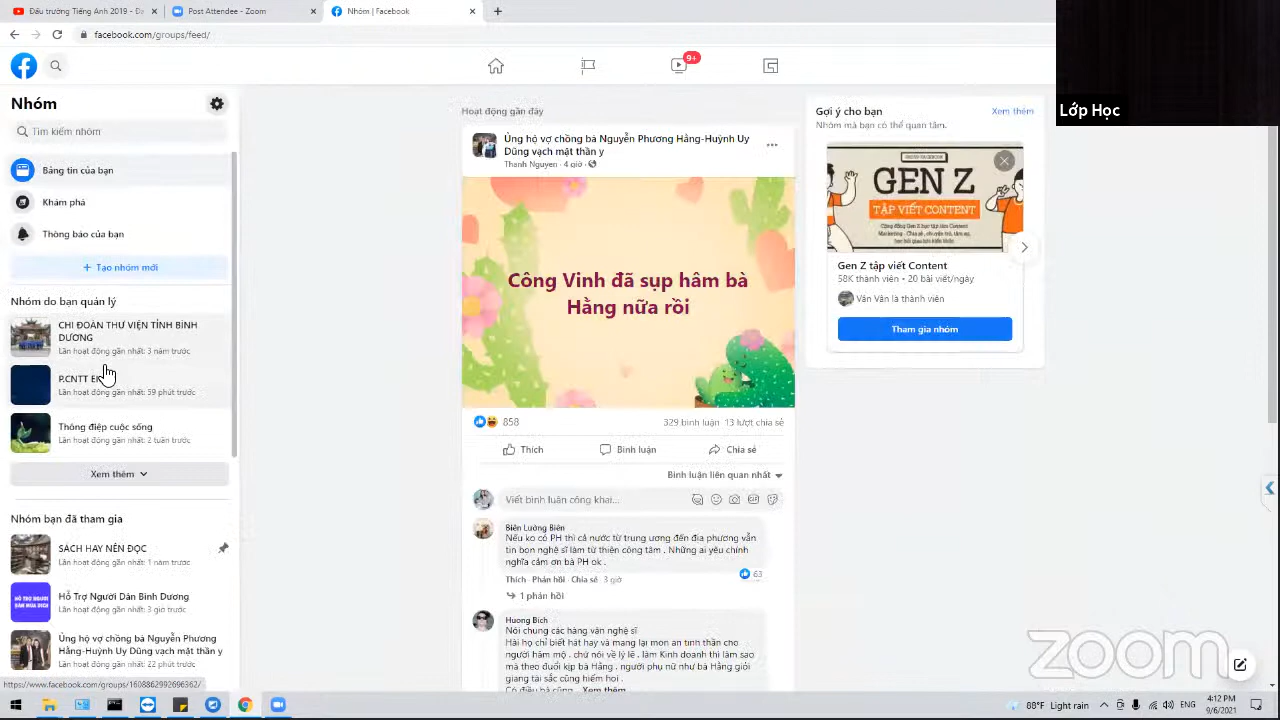 Đấu trường Tiếng Anh 2019 - Đ
Post Attendee - Zoom
Nhóm | Facebook
facebook.com/groups/feed/
9+
Lớp Học
Nhóm
Tìm kiếm nhóm
Bảng tin của bạn
Khám phá
Thông báo của bạn
+ Tạo nhóm mới
Nhóm do bạn quản lý
CHI ĐOÀN THƯ VIỆN TỈNH BÌNH
DƯƠNG
Lần hoạt động gần nhất: 3 năm trước
P.CNTT
Lần hoạt động gần nhất: 59 phút trước
Thông điệp cuộc sống
Lần hoạt động gần nhất: 2 tuần trước
Xem thêm
Nhóm bạn đã tham gia
SÁCH HAY NÊN ĐỌC
Lần hoạt động gần nhất: 1 năm trước
HỖ TRỢ NGƯỜI
DÂN MÙA DỊCH
Hỗ Trợ Người Dân Bình Dương
Lần hoạt động gần nhất: 3 giờ trước
Ủng hộ vợ chồng bà Nguyễn Phương
Hằng-Huỳnh Uy Dũng vạch mặt thần y
Lần hoạt động gần nhất: 22 phút trước
https://www.facebook.com/groups/1608862992696362/
Hoạt động gần đây
Ủng hộ vợ chồng bà Nguyễn Phương Hằng-Huỳnh Uy
Dũng vạch mặt thần y
Thanh Nguyen · 4 giờ ·
Công Vinh đã sụp hầm bà
Hằng nữa rồi
858
329 bình luận 13 lượt chia sẻ
Thích Bình luận Chia sẻ
Bình luận liên quan nhất
Viết bình luận công khai...
Biên Lường Biên
Nếu ko có PH thì cả nước từ trung ương đến địa phương vẫn
tin bọn nghệ sĩ làm từ thiện công tâm . Những ai yêu chính
nghĩa cảm ơn bà PH ok .
63
Thích · Phản hồi · Chia sẻ · 3 giờ
1 phản hồi
Huong Bich
Nói chung các hàng văn nghệ sĩ
Hải họ chỉ biết hát hay và mang lại mon an tinh thần cho
người hâm mộ . chứ nói về lý lẽ . làm Kinh doanh thì làm sao
mà theo đuổi kịp bà Hằng . người phụ nữ như bà Hằng giỏi
giang tài sắc cũng hiếm hoi .
Có điều bà cũng Xem thêm
Gợi ý cho bạn
Xem thêm
Nhóm mà bạn có thể quan tâm.
GEN Z
TẬP VIẾT CONTENT
Gen Z tập viết Content
58K thành viên • 20 bài viết/ngày
Vân Vân là thành viên
Tham gia nhóm
zoom
88°F Light rain
ENG
4:12 PM
9/6/2021